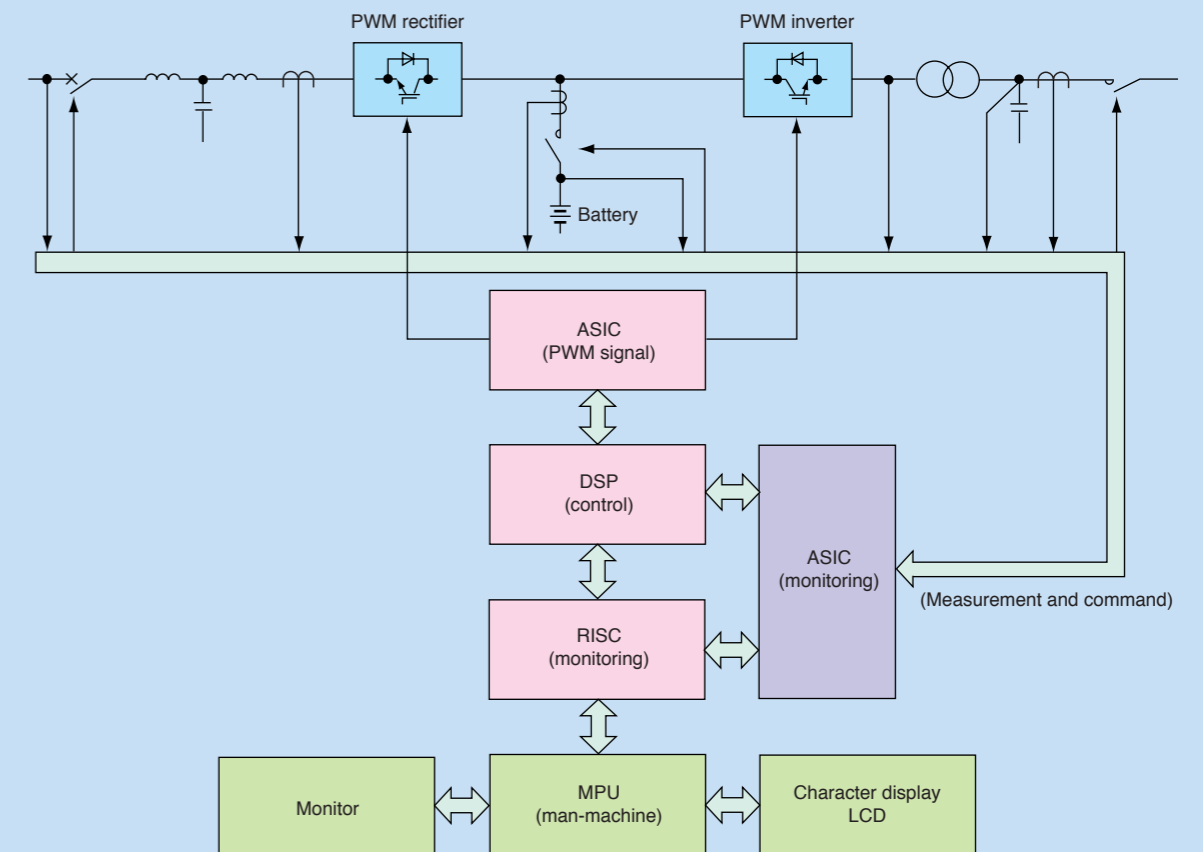 PWM rectifier
PWM inverter
Battery
ASIC
(PWM signal)
DSP
(control)
ASIC
(monitoring)
(Measurement and command)
RISC
(monitoring)
Monitor
MPU
(man-machine)
Character display
LCD